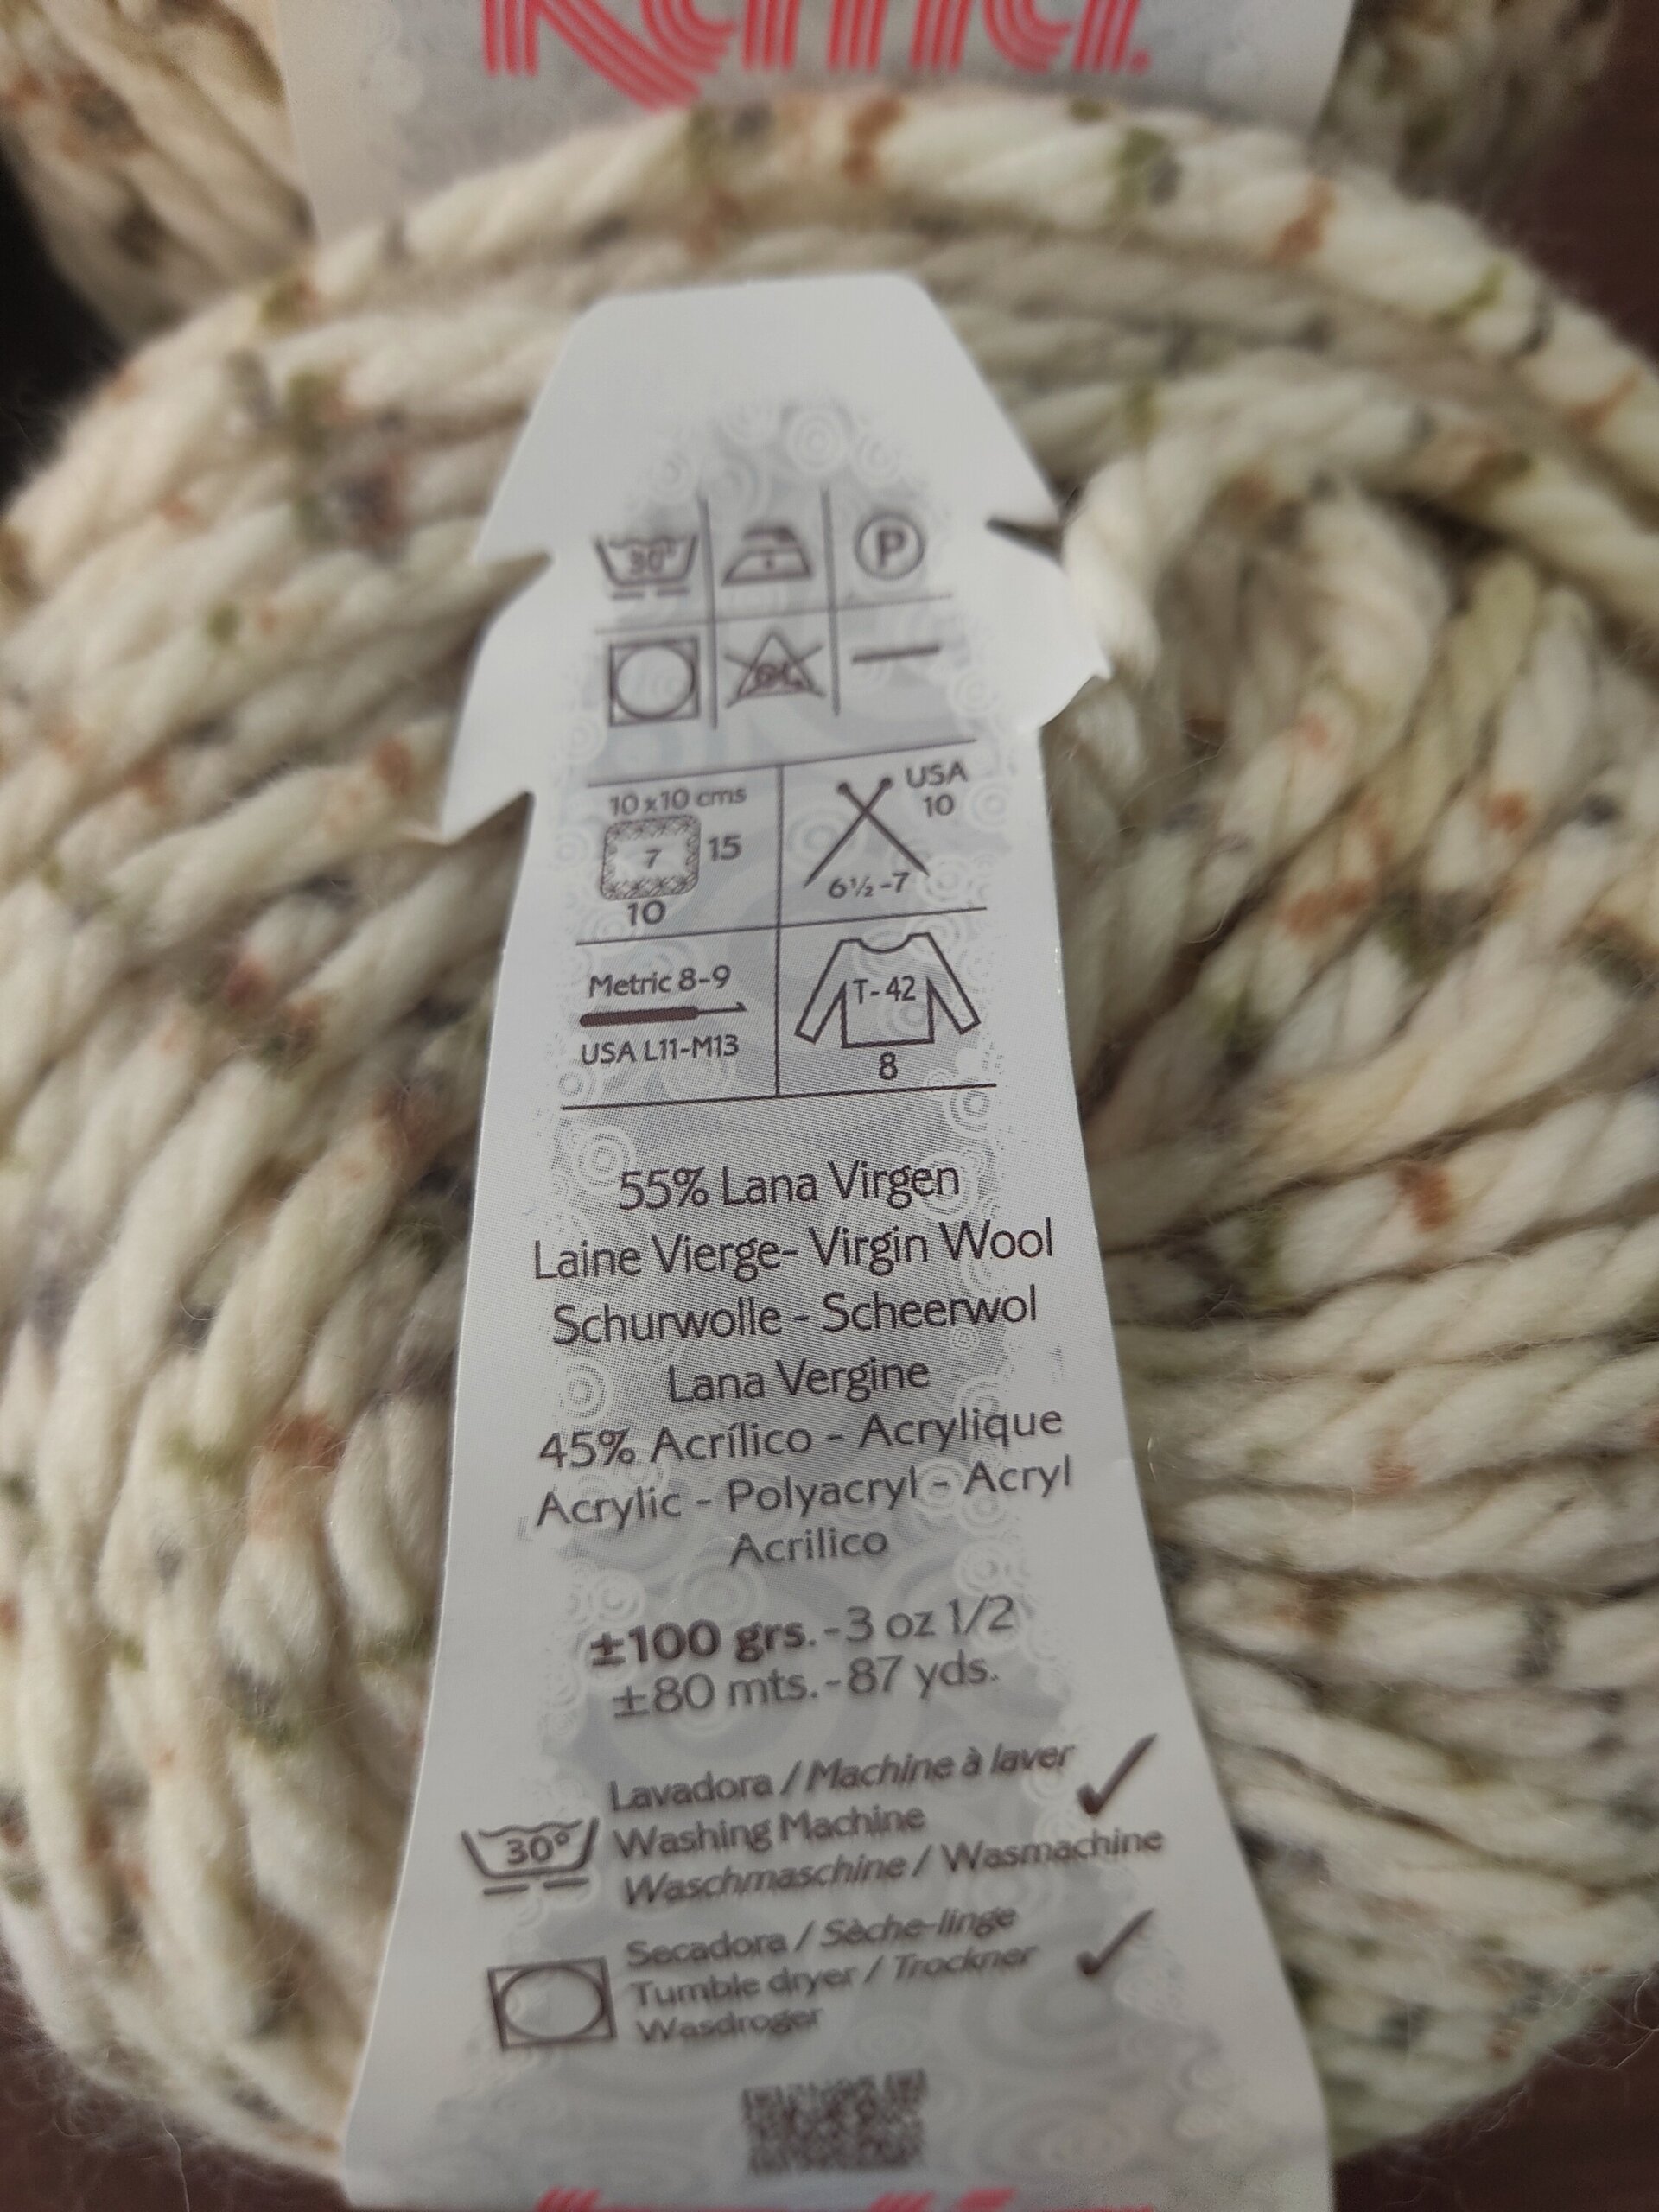 Katia.
30°
P
CL
10x10 cms
7 15
10
USA
10
6½-7
Metric 8-9
USA L11-M13
T-42
8
55% Lana Virgen
Laine Vierge- Virgin Wool
Schurwolle - Scheerwol
Lana Vergine
45% Acrílico - Acrylique
Acrylic - Polyacryl - Acryl
Acrilico
±100 grs.-3 oz 1/2
±80 mts.-87 yds.
30°
Lavadora / Machine à laver
Washing Machine
Waschmaschine / Wasmachine
Secadora / Sèche-linge
Tumble dryer / Trockner
Wasdroger